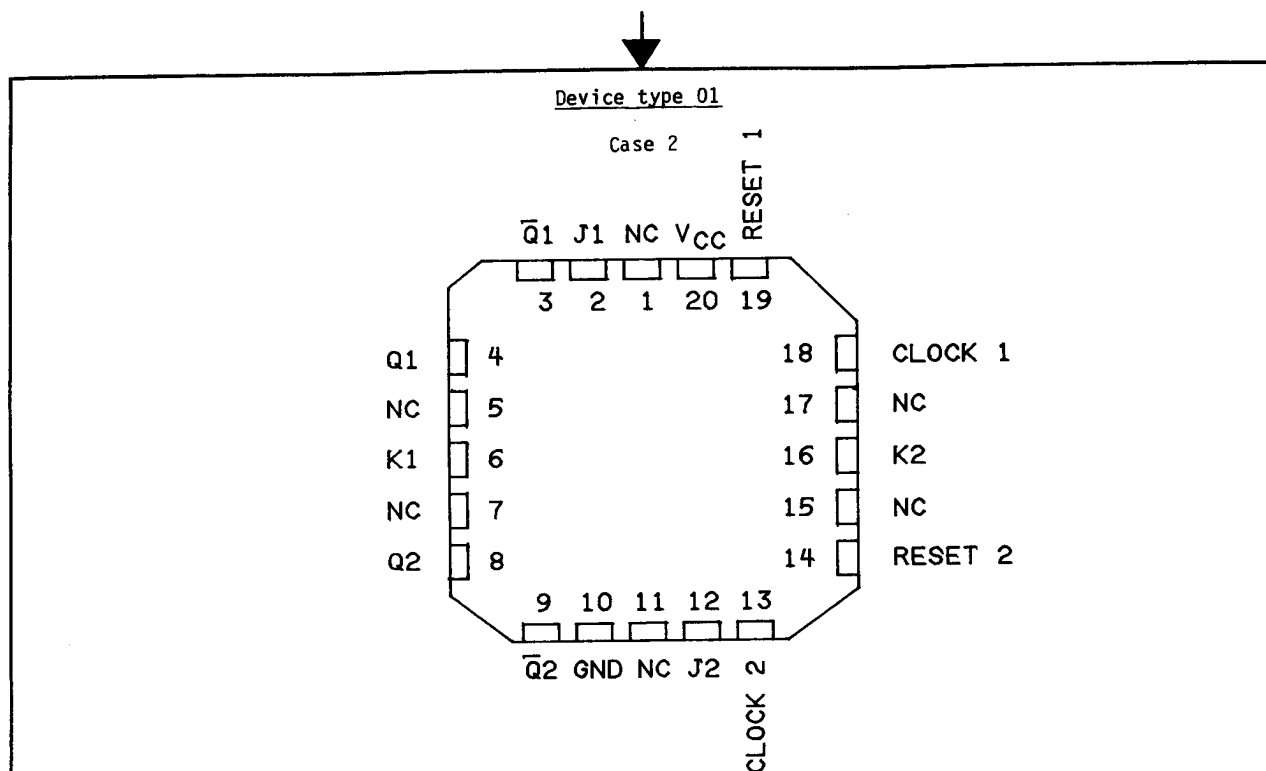 Device type 01
Case 2
RESET 1
Q̅1 J1 NC VCC
3 2 1 20 19
Q1 4 18 CLOCK 1
NC 5 17 NC
K1 6 16 K2
NC 7 15 NC
Q2 8 14 RESET 2
9 10 11 12 13
Q̅2 GND NC J2
CLOCK 2